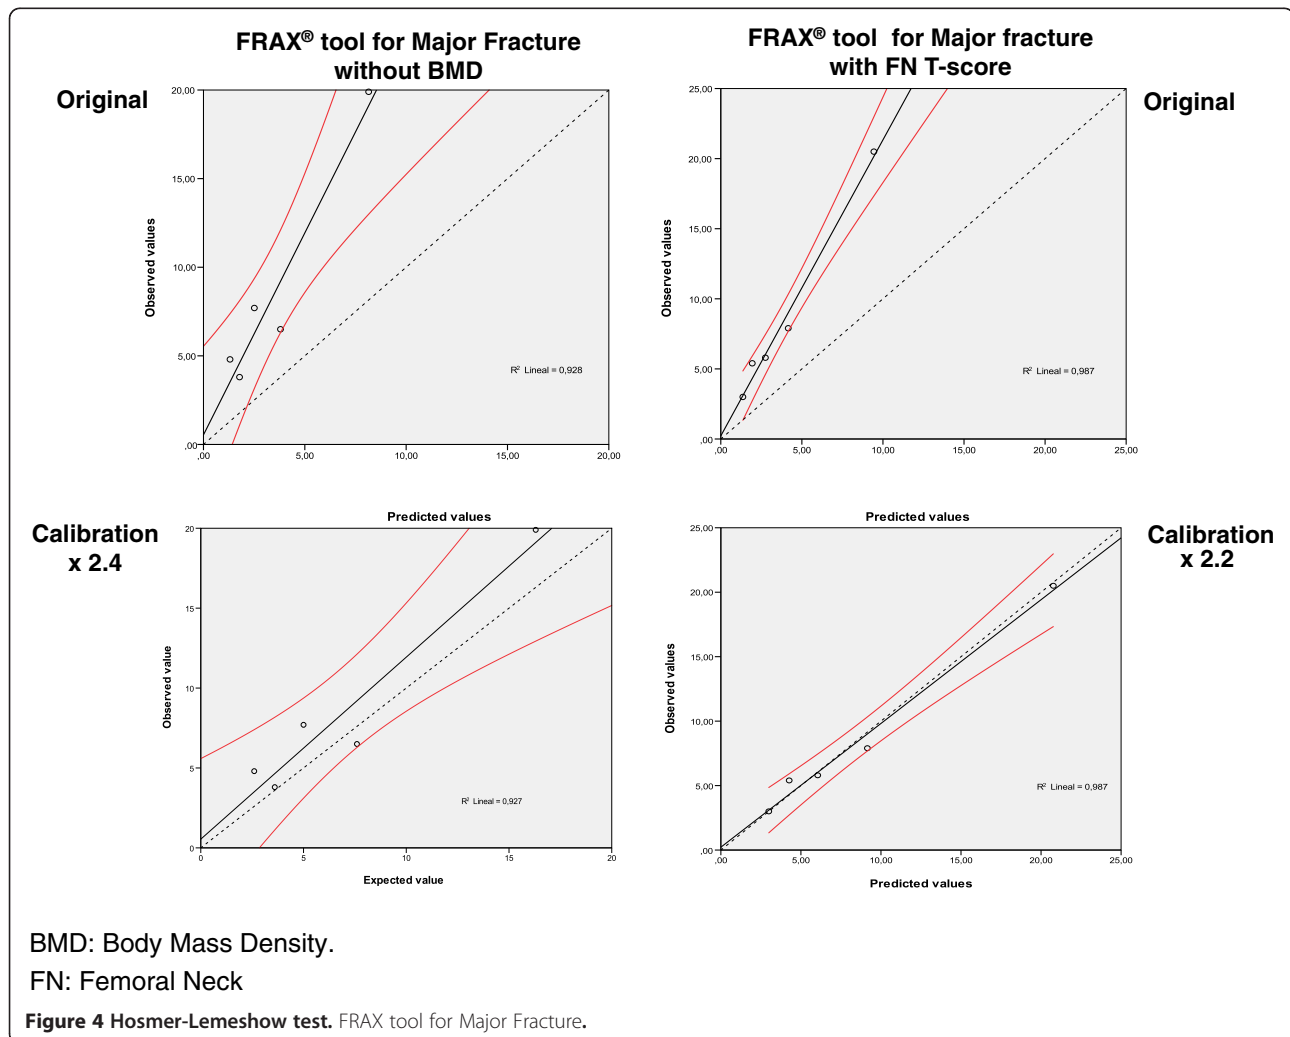 FRAX® tool for Major Fracture
without BMD
FRAX® tool for Major fracture
with FN T-score
Original
Original
20,00
15,00
10,00
5,00
,00
Observed values
R² Lineal = 0,928
,00 5,00 10,00 15,00 20,00
Predicted values
25,00
20,00
15,00
10,00
5,00
,00
Observed values
R² Lineal = 0,987
,00 5,00 10,00 15,00 20,00 25,00
Predicted values
Calibration
x 2.4
20
15
10
5
0
Observed value
R² Lineal = 0,927
0 5 10 15 20
Expected value
Calibration
x 2.2
25,00
20,00
15,00
10,00
5,00
,00
Observed values
R² Lineal = 0,987
,00 5,00 10,00 15,00 20,00 25,00
Predicted values
BMD: Body Mass Density.
FN: Femoral Neck
Figure 4 Hosmer-Lemeshow test. FRAX tool for Major Fracture.